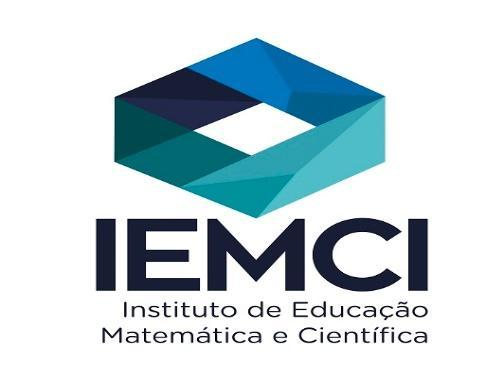 IEMCI
Instituto de Educação
Matemática e Científica